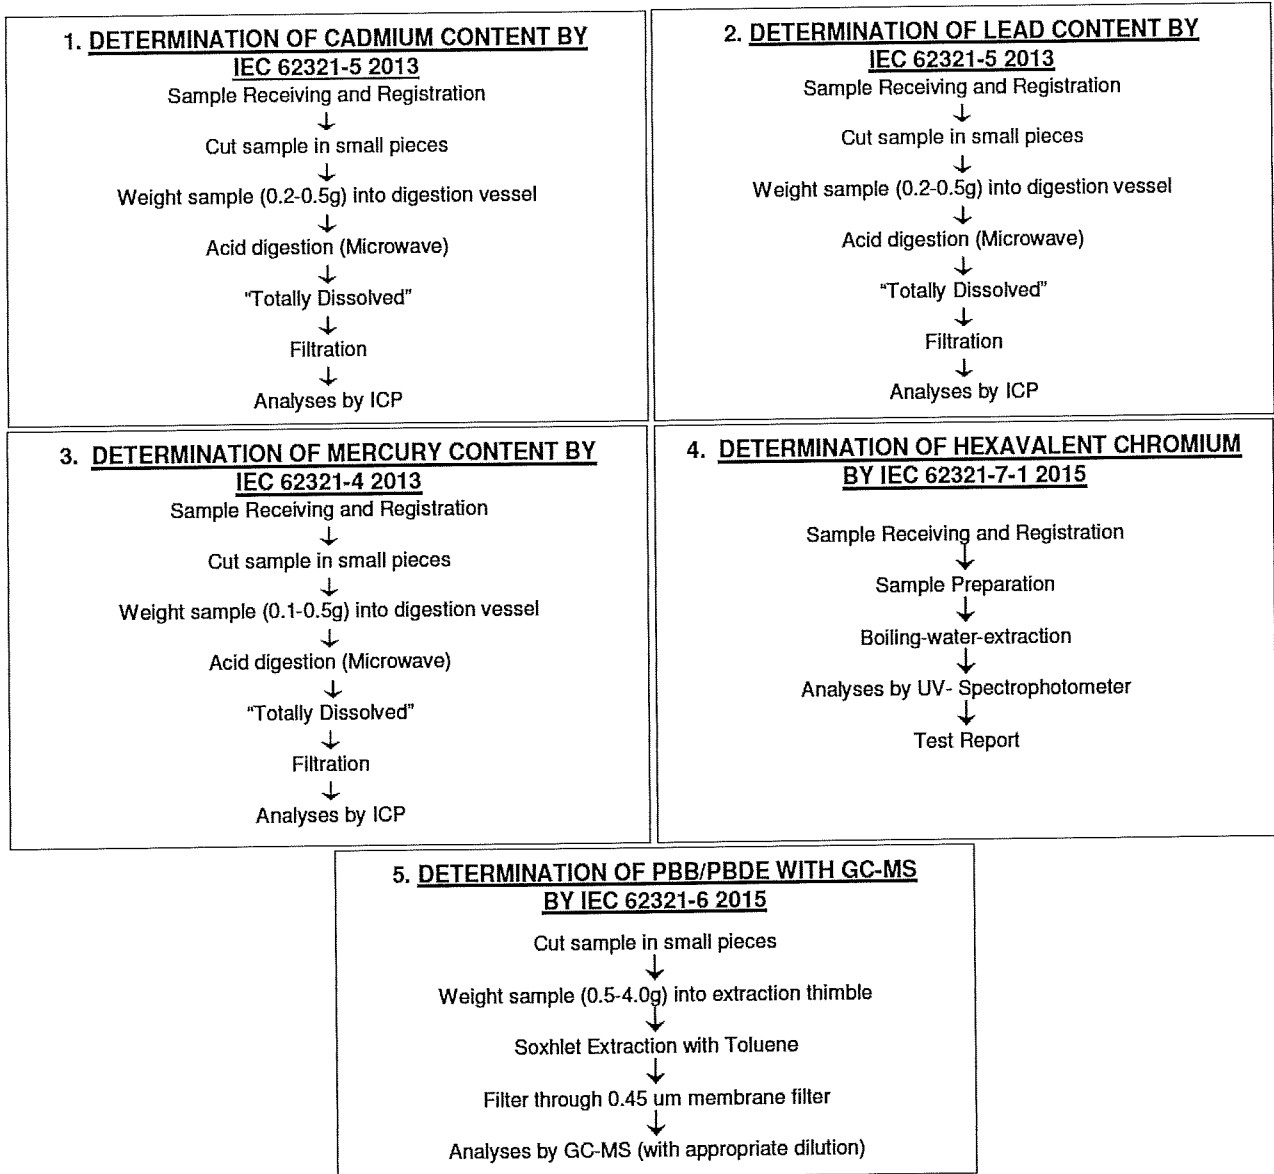 1. DETERMINATION OF CADMIUM CONTENT BY
IEC 62321-5 2013
Sample Receiving and Registration
↓
Cut sample in small pieces
↓
Weight sample (0.2-0.5g) into digestion vessel
↓
Acid digestion (Microwave)
↓
"Totally Dissolved"
↓
Filtration
↓
Analyses by ICP
2. DETERMINATION OF LEAD CONTENT BY
IEC 62321-5 2013
Sample Receiving and Registration
↓
Cut sample in small pieces
↓
Weight sample (0.2-0.5g) into digestion vessel
↓
Acid digestion (Microwave)
↓
"Totally Dissolved"
↓
Filtration
↓
Analyses by ICP
3. DETERMINATION OF MERCURY CONTENT BY
IEC 62321-4 2013
Sample Receiving and Registration
↓
Cut sample in small pieces
↓
Weight sample (0.1-0.5g) into digestion vessel
↓
Acid digestion (Microwave)
↓
"Totally Dissolved"
↓
Filtration
↓
Analyses by ICP
4. DETERMINATION OF HEXAVALENT CHROMIUM
BY IEC 62321-7-1 2015
Sample Receiving and Registration
↓
Sample Preparation
↓
Boiling-water-extraction
↓
Analyses by UV- Spectrophotometer
↓
Test Report
5. DETERMINATION OF PBB/PBDE WITH GC-MS
BY IEC 62321-6 2015
Cut sample in small pieces
↓
Weight sample (0.5-4.0g) into extraction thimble
↓
Soxhlet Extraction with Toluene
↓
Filter through 0.45 um membrane filter
↓
Analyses by GC-MS (with appropriate dilution)